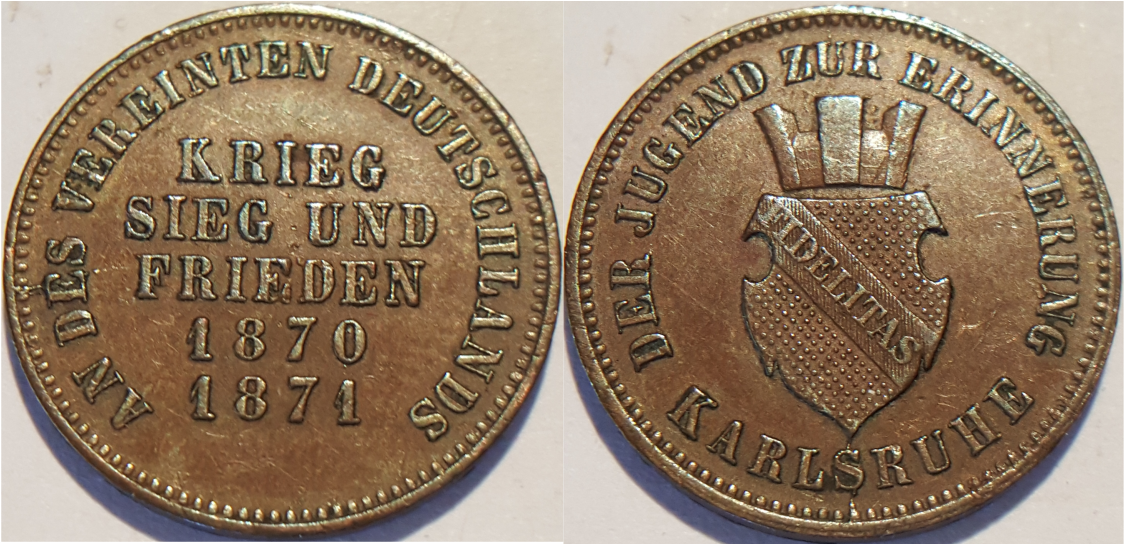 AN DES VEREINTEN DEUTSCHLANDS
KRIEG
SIEG UND
FRIEDEN
1870
1871
DER JUGEND ZUR ERINNERUNG
FIDELITAS
KARLSRUHE